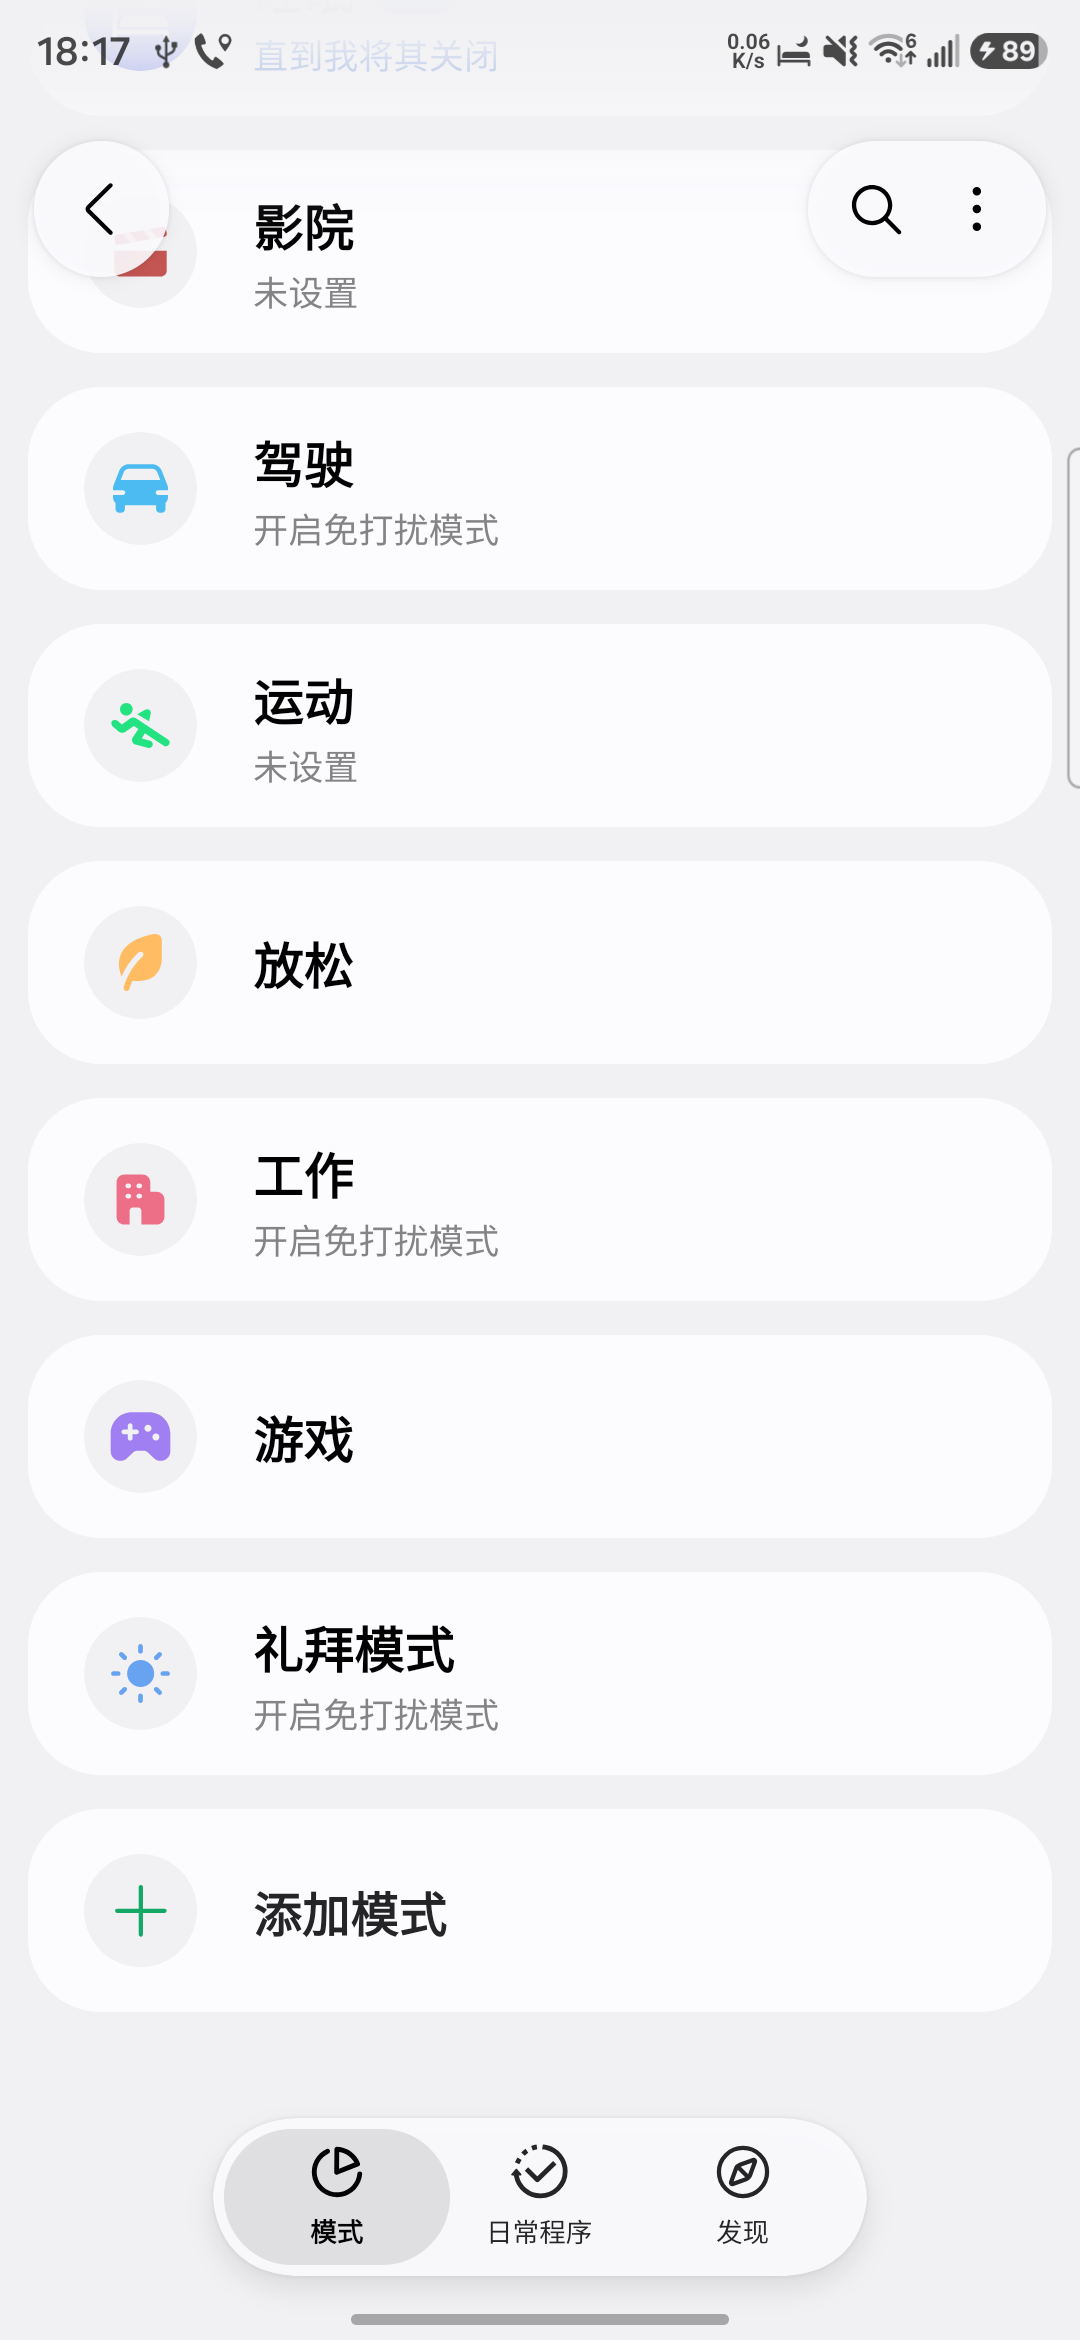 18:17
0.06
K/s
6
89
直到我将其关闭
影院
未设置
驾驶
开启免打扰模式
运动
未设置
放松
工作
开启免打扰模式
游戏
礼拜模式
开启免打扰模式
添加模式
模式
日常程序
发现